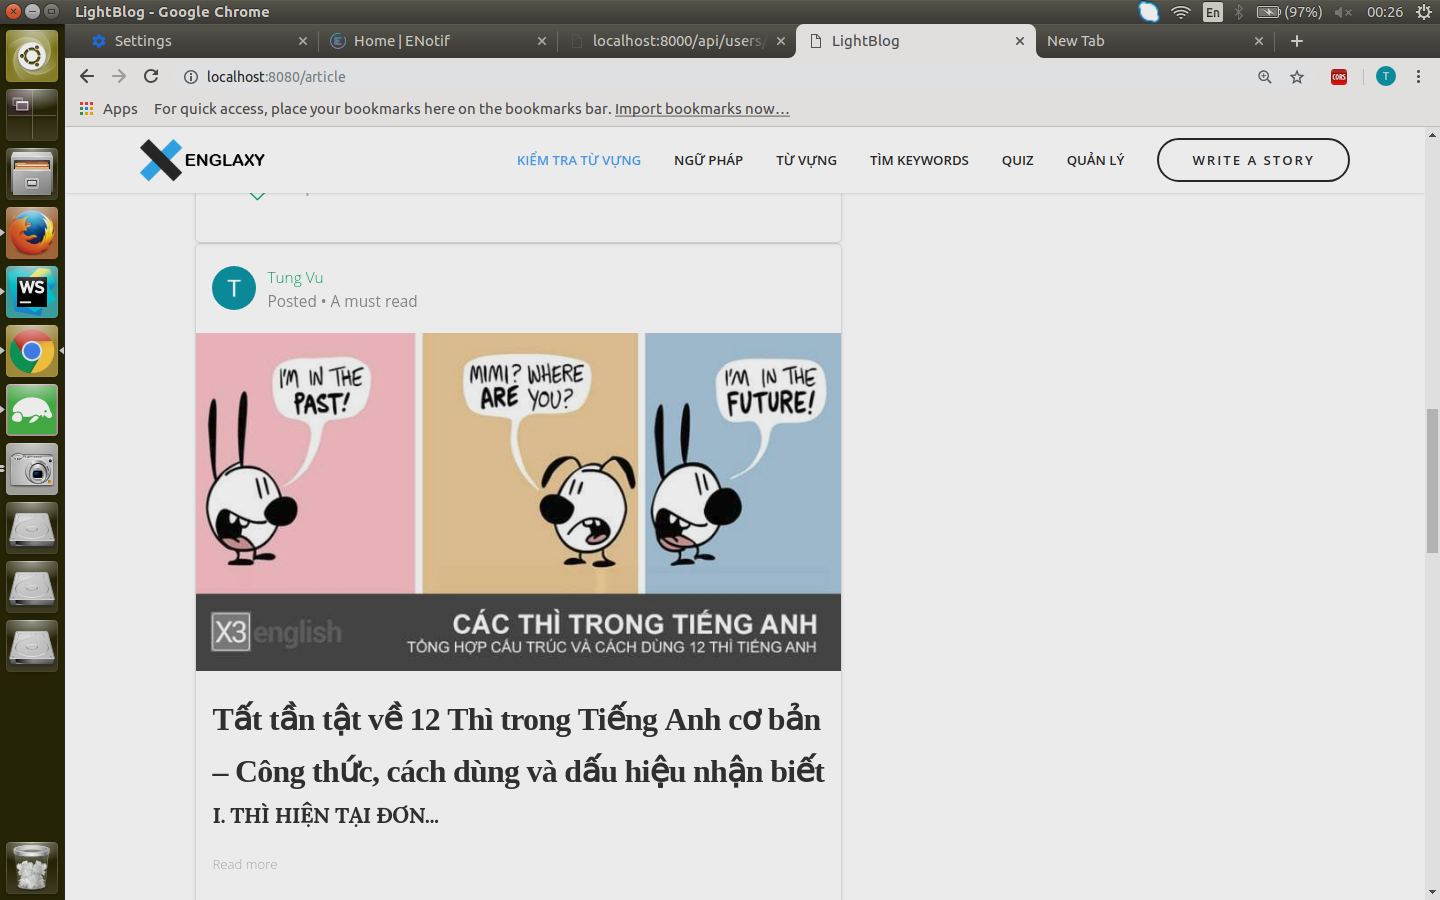 LightBlog - Google Chrome
En
(97%)
00:26
Settings
Home | ENotif
localhost:8000/api/users/
LightBlog
New Tab
localhost:8080/article
CORS
T
Apps
For quick access, place your bookmarks here on the bookmarks bar. Import bookmarks now...
ENGLAXY
KIỂM TRA TỪ VỰNG
NGỮ PHÁP
TỪ VỰNG
TÌM KEYWORDS
QUIZ
QUẢN LÝ
WRITE A STORY
WS
T
Tung Vu
Posted • A must read
I'M IN THE
PAST!
MIMI? WHERE
ARE YOU?
I'M IN THE
FUTURE!
X3 english
CÁC THÌ TRONG TIẾNG ANH
TỔNG HỢP CẤU TRÚC VÀ CÁCH DÙNG 12 THÌ TIẾNG ANH
Tất tần tật về 12 Thì trong Tiếng Anh cơ bản
– Công thức, cách dùng và dấu hiệu nhận biết
I. THÌ HIỆN TẠI ĐƠN...
Read more